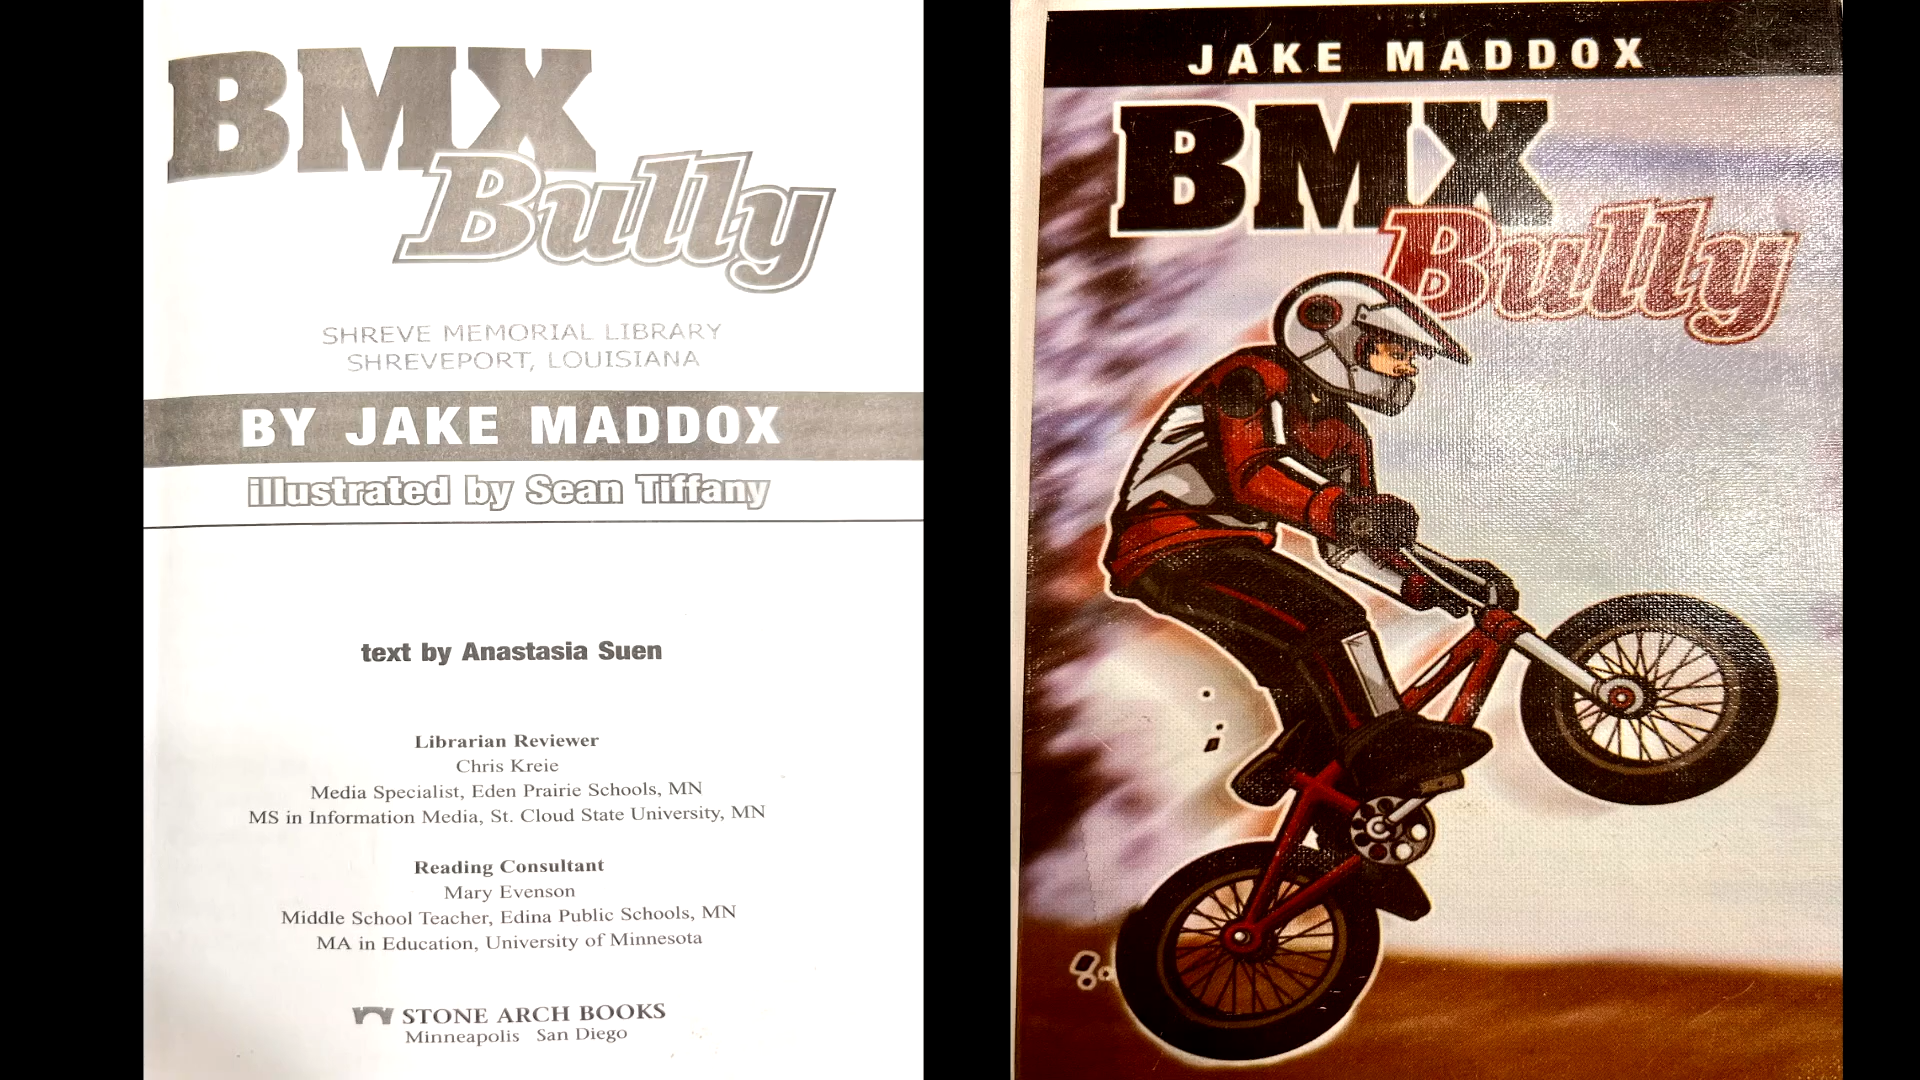 BMX
Bully
SHREVE MEMORIAL LIBRARY
SHREVEPORT, LOUISIANA
BY JAKE MADDOX
illustrated by Sean Tiffany
text by Anastasia Suen
Librarian Reviewer
Chris Kreie
Media Specialist, Eden Prairie Schools, MN
MS in Information Media, St. Cloud State University, MN
Reading Consultant
Mary Evenson
Middle School Teacher, Edina Public Schools, MN
MA in Education, University of Minnesota
STONE ARCH BOOKS
Minneapolis San Diego
JAKE MADDOX
BMX
Bully